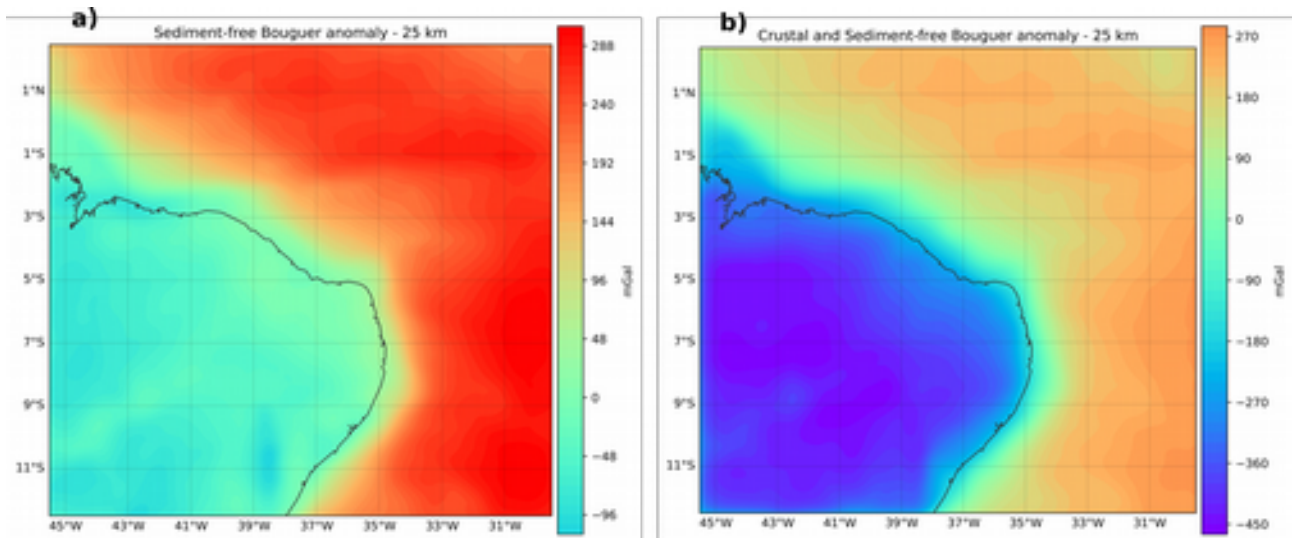 a)
Sediment-free Bouguer anomaly - 25 km
1°N
1°S
3°S
5°S
7°S
9°S
11°S
45°W 43°W 41°W 39°W 37°W 35°W 33°W 31°W
288
240
192
144
96
48
0
−48
−96
mGal
b)
Crustal and Sediment-free Bouguer anomaly - 25 km
1°N
1°S
3°S
5°S
7°S
9°S
11°S
45°W 43°W 41°W 39°W 37°W 35°W 33°W 31°W
270
180
90
0
−90
−180
−270
−360
−450
mGal